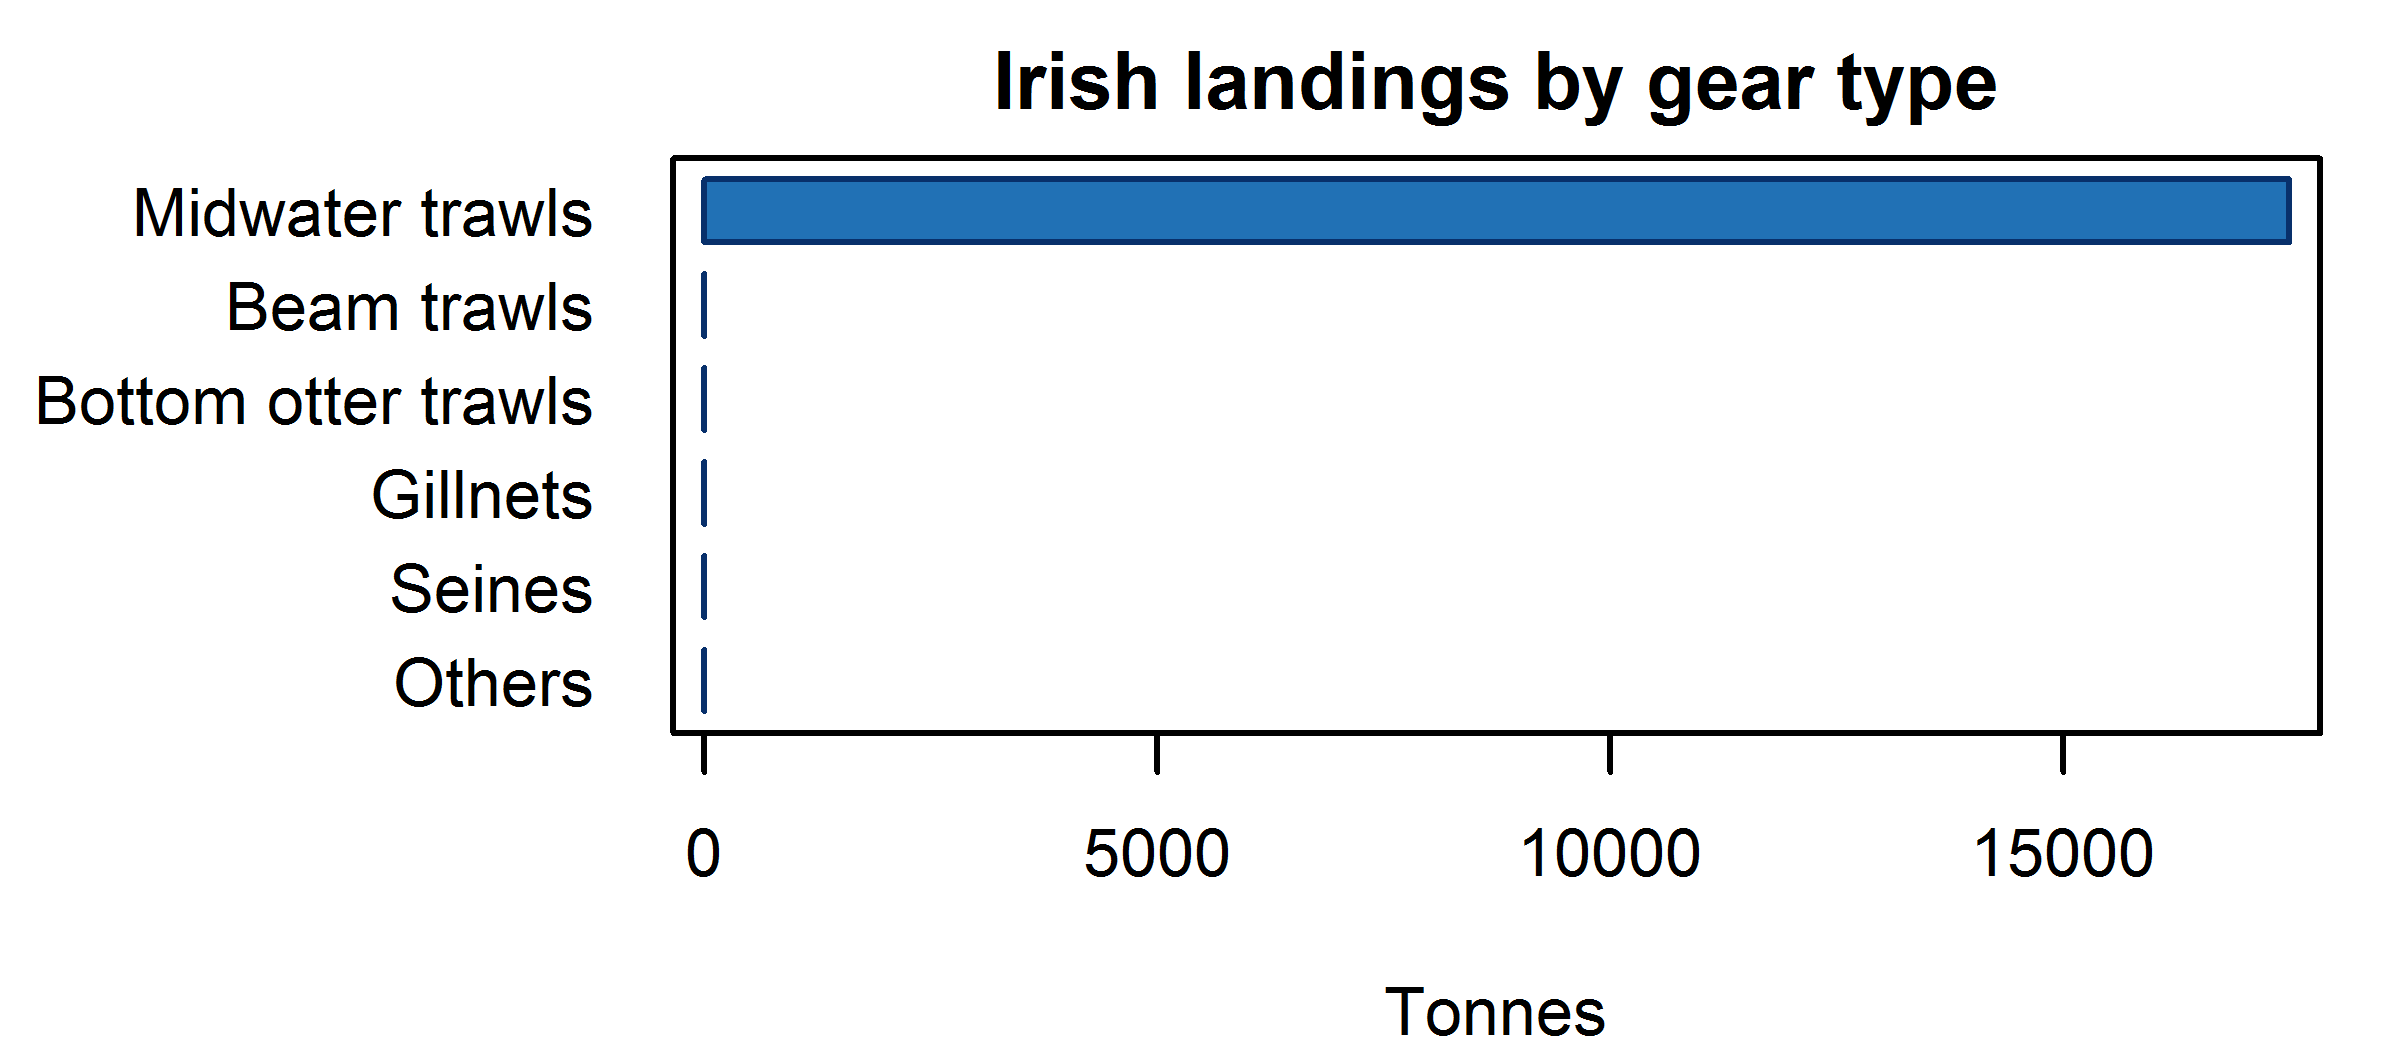 Irish landings by gear type
Midwater trawls
Beam trawls
Bottom otter trawls
Gillnets
Seines
Others
0 5000 10000 15000
Tonnes